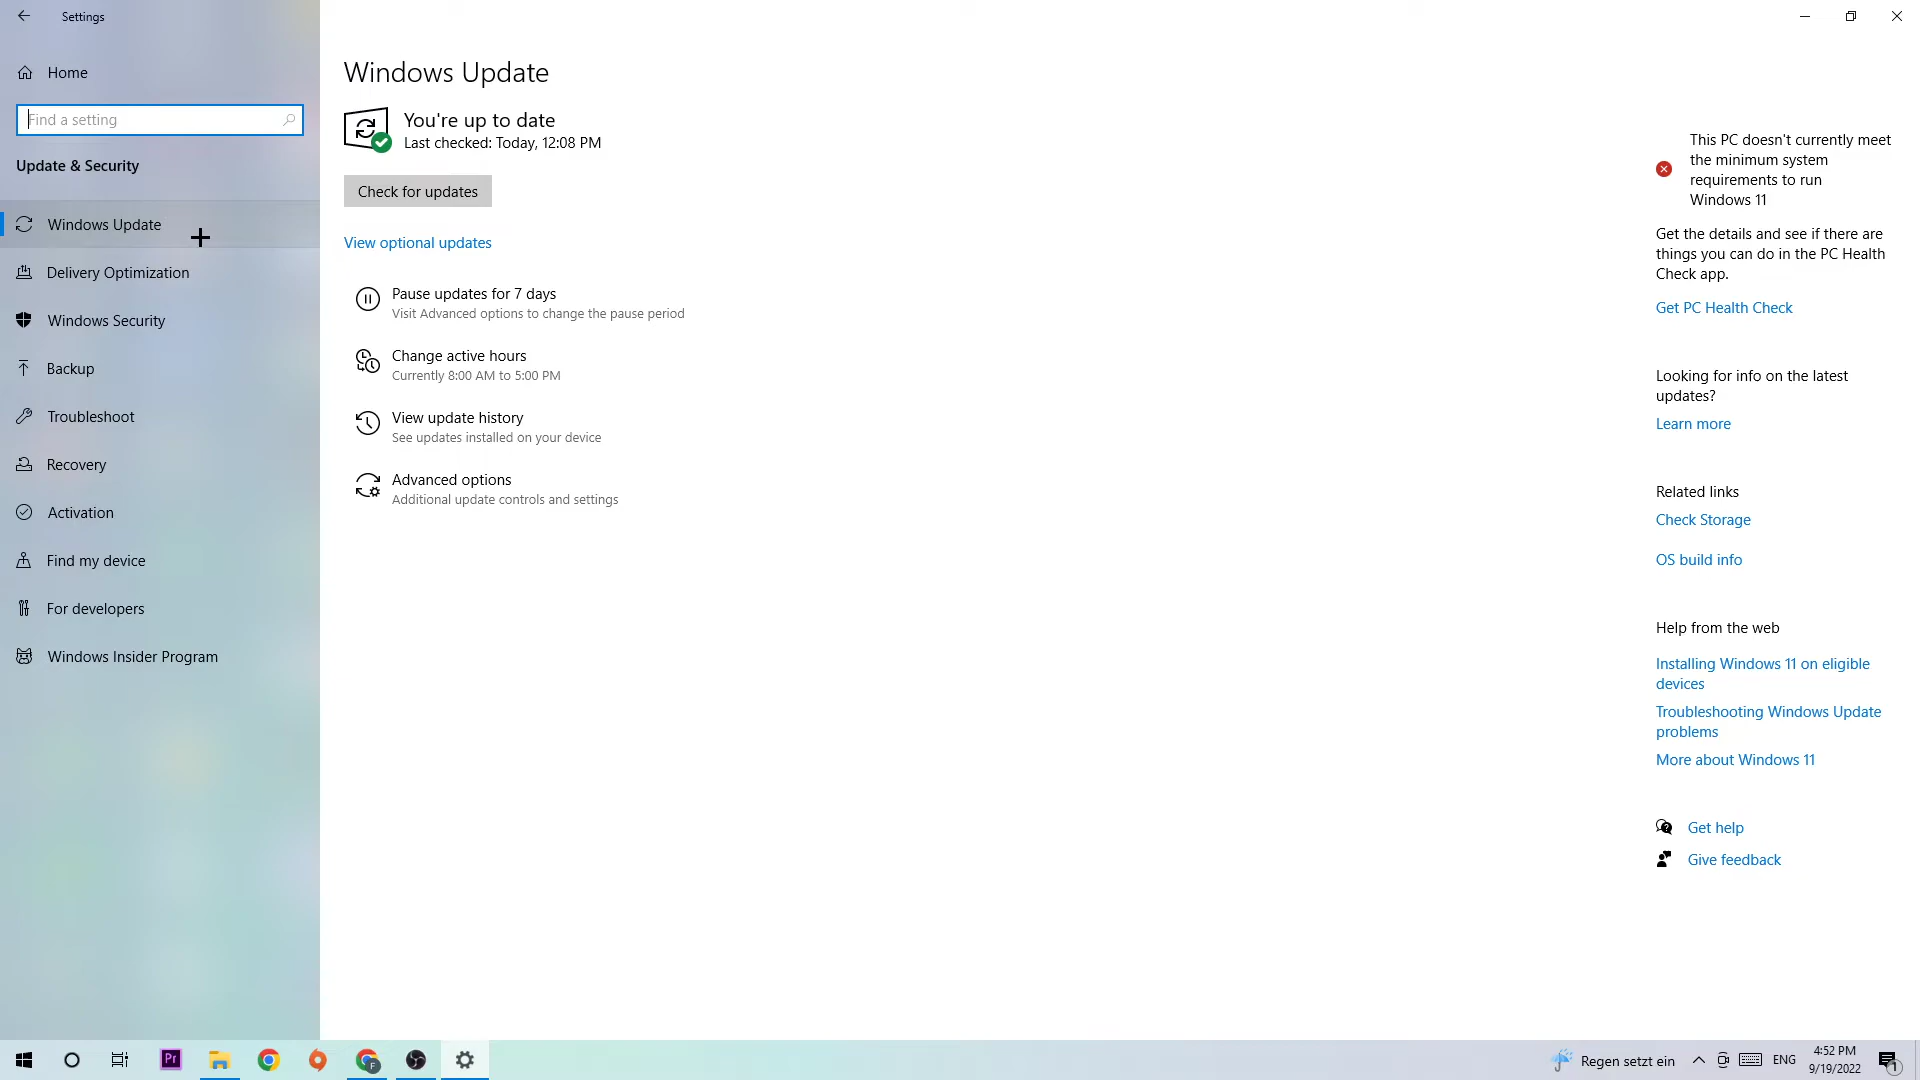 Settings
Home
Find a setting
Update & Security
Windows Update
Delivery Optimization
Windows Security
Backup
Troubleshoot
Recovery
Activation
Find my device
For developers
Windows Insider Program
Windows Update
You're up to date
Last checked: Today, 12:08 PM
Check for updates
View optional updates
Pause updates for 7 days
Visit Advanced options to change the pause period
Change active hours
Currently 8:00 AM to 5:00 PM
View update history
See updates installed on your device
Advanced options
Additional update controls and settings
This PC doesn't currently meet
the minimum system
requirements to run
Windows 11
Get the details and see if there are
things you can do in the PC Health
Check app.
Get PC Health Check
Looking for info on the latest
updates?
Learn more
Related links
Check Storage
OS build info
Help from the web
Installing Windows 11 on eligible
devices
Troubleshooting Windows Update
problems
More about Windows 11
Get help
Give feedback
Pr
F
Regen setzt ein
ENG
4:52 PM
9/19/2022
1